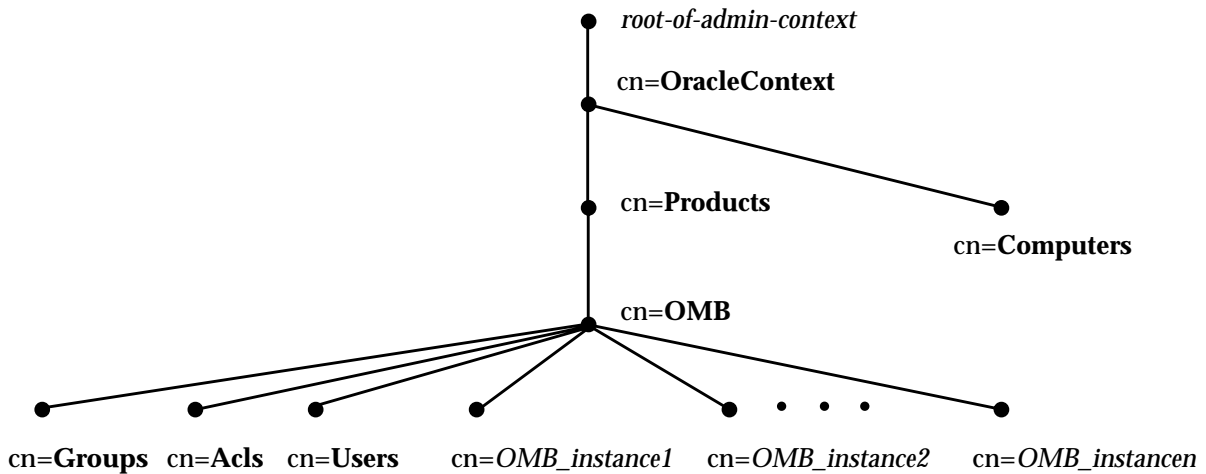 root-of-admin-context
cn=OracleContext
cn=Products
cn=Computers
cn=OMB
cn=Groups cn=Acls cn=Users cn=OMB_instance1 cn=OMB_instance2 cn=OMB_instancen